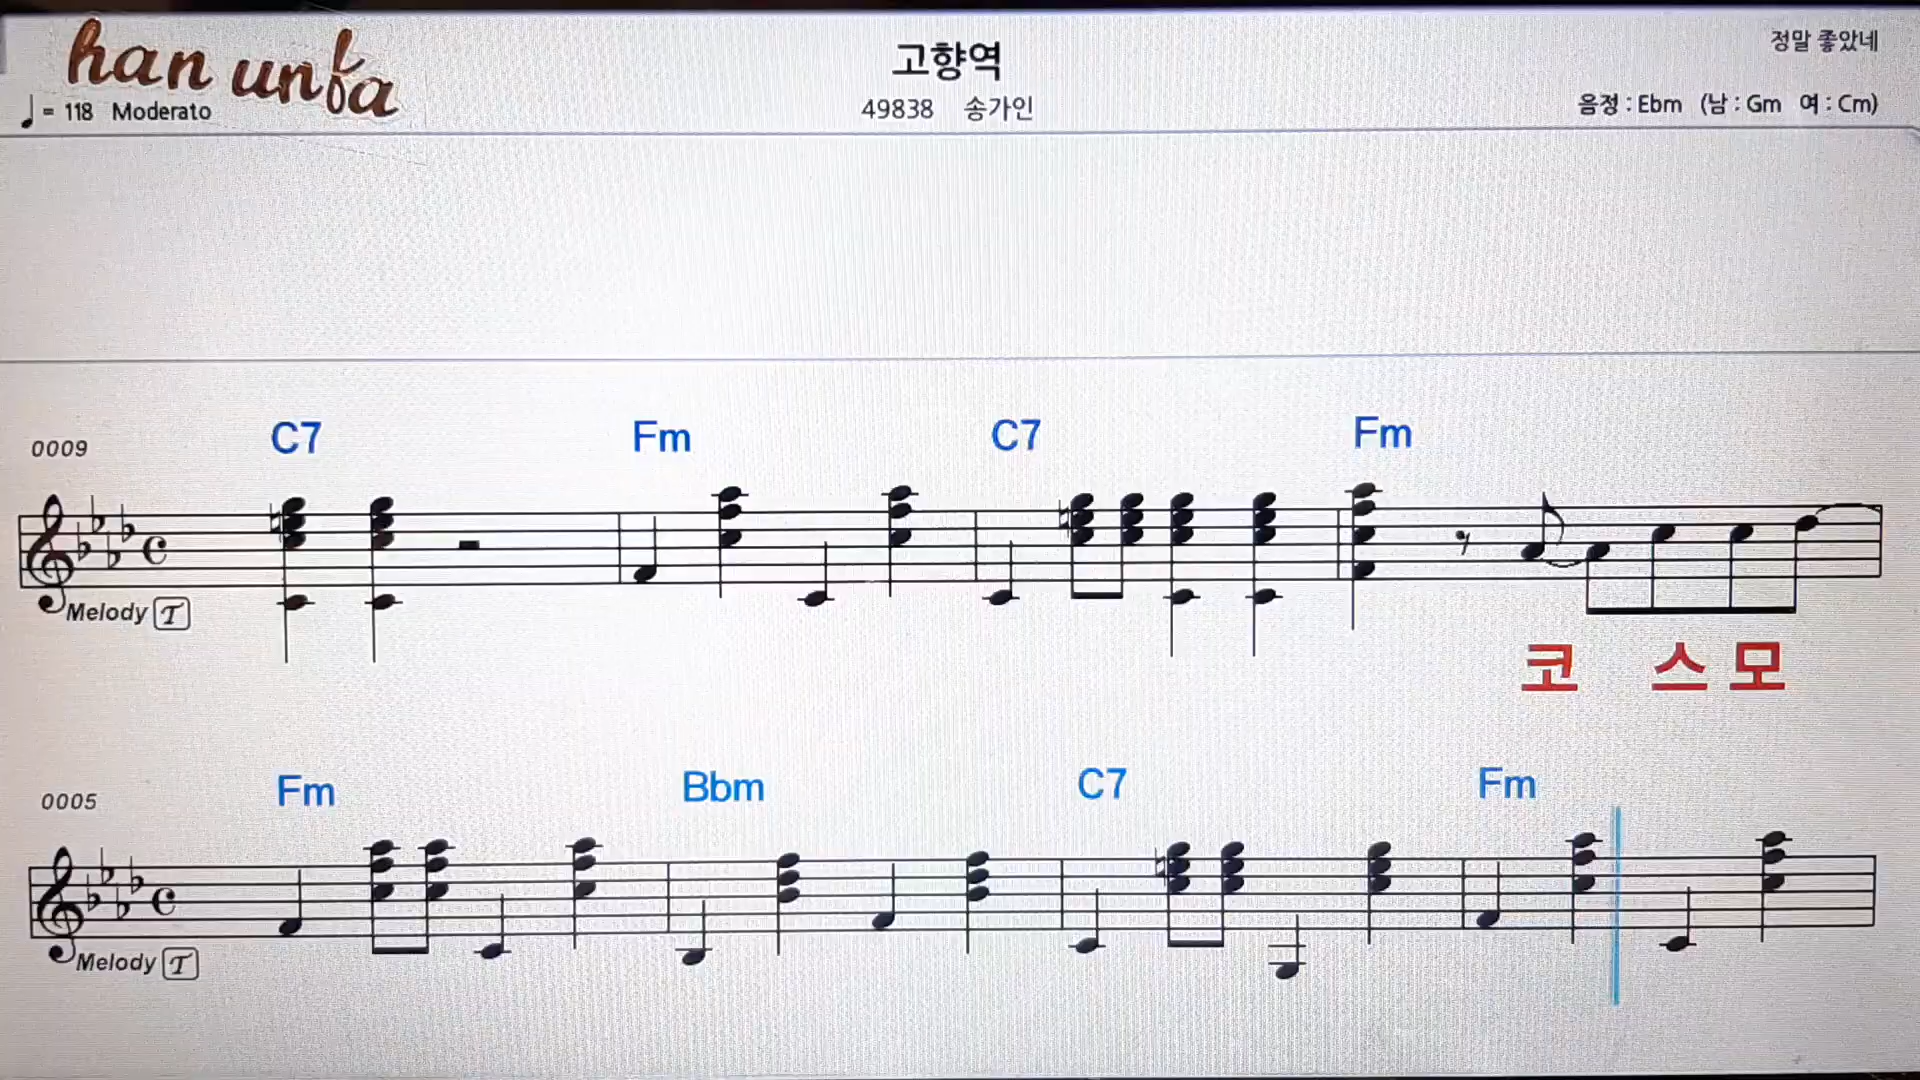 han unfa
♩= 118 Moderato
고향역
49838 송가인
정말 좋았네
음정 : Ebm (남 : Gm 여 : Cm)
0009
C7 Fm C7 Fm
Melody T
코 스 모
0005
Fm Bbm C7 Fm
Melody T